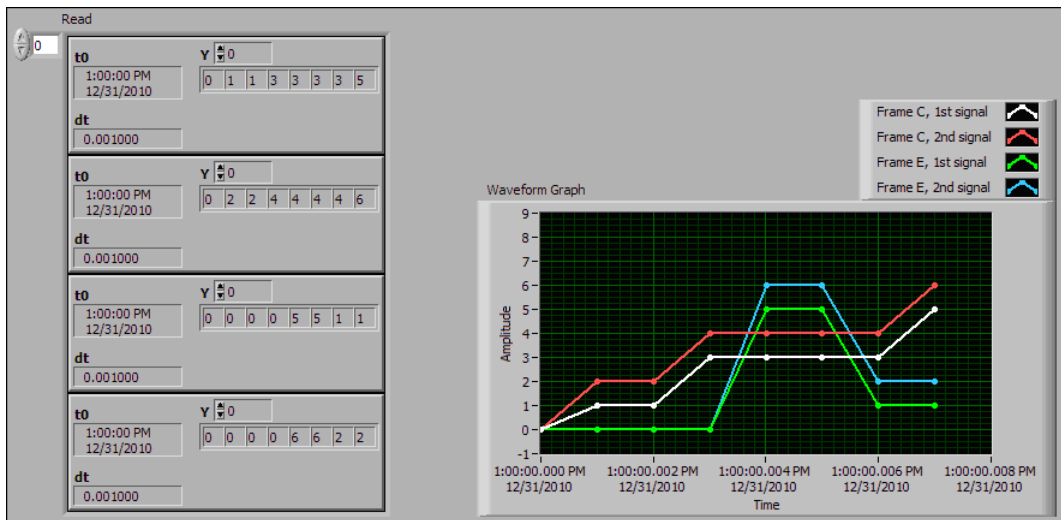 Read
0
t0
1:00:00 PM
12/31/2010
dt
0.001000
Y 0
0 1 1 3 3 3 3 5
t0
1:00:00 PM
12/31/2010
dt
0.001000
Y 0
0 2 2 4 4 4 4 6
t0
1:00:00 PM
12/31/2010
dt
0.001000
Y 0
0 0 0 0 5 5 1 1
t0
1:00:00 PM
12/31/2010
dt
0.001000
Y 0
0 0 0 0 6 6 2 2
Frame C, 1st signal
Frame C, 2nd signal
Frame E, 1st signal
Frame E, 2nd signal
Waveform Graph
Amplitude
9
8
7
6
5
4
3
2
1
0
-1
1:00:00.000 PM 1:00:00.002 PM 1:00:00.004 PM 1:00:00.006 PM 1:00:00.008 PM
12/31/2010 12/31/2010 12/31/2010 12/31/2010 12/31/2010
Time